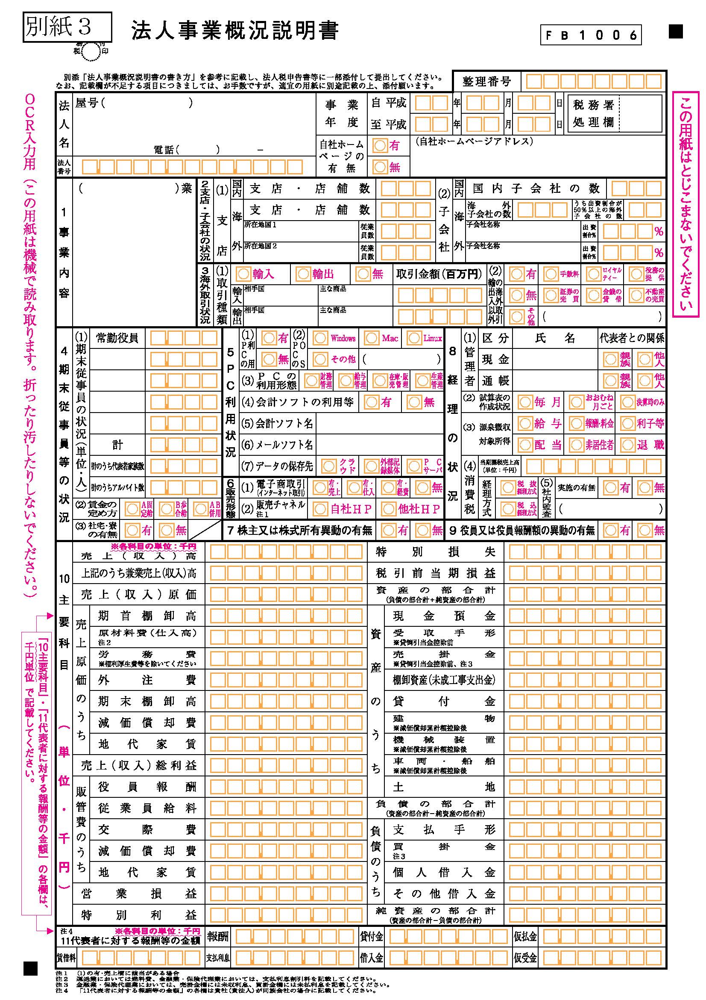 別紙３
法人事業概況説明書
ＦＢ１００６
務 付
税 印
別添「法人事業概況説明書の書き方」を参考に記載し、法人税申告書等に一部添付して提出してください。
なお、記載欄が不足する項目につきましては、お手数ですが、適宜の用紙に別途記載の上、添付願います。
整理番号
ＯＣＲ入力用（この用紙は機械で読み取ります。折ったり汚したりしないでください。）
この用紙はとじこまないでください
法人名
屋号（ ）
電話（ ） －
法人番号
事業年度
自 平成 年 月 日
至 平成 年 月 日
税務署処理欄
自社ホームページの有無
有
無
（自社ホームページアドレス）
1 事業内容
（ ）業
2 支店・子会社の状況
(1) 支店
国内 支店・店舗数
海外 支店・店舗数
所在地国１ 従業員数
所在地国２ 従業員数
(2) 子会社
国内 国内子会社の数
海外 海外子会社の数
うち出資割合が50％以上の海外子会社の数
子会社名称 出資割合% %
子会社名称 出資割合% %
3 海外取引状況
(1) 取引種類
輸入 輸出 無 取引金額（百万円）
輸入 相手国 主な商品
輸出 相手国 主な商品
(2) 輸出入以外の海外取引
有 手数料 ロイヤルティー 役務の提供
無 証券の売買 金銭の貸借 不動産の売買
その他 （ ）
4 期末従事員等の状況
(1) 期末従事員の状況（単位・人）
常勤役員
計
計のうち代表者家族数
計のうちアルバイト数
(2) 賃金の定め方 A固定給 B歩合給 AB併用
(3) 社宅・寮の有無 有 無
5 PC利用状況
(1) PCの利用 有 無
(2) PCのOS Windows Mac Linux
その他 （ ）
(3) PCの利用形態 財務管理 給与管理 在庫・販売管理 生産管理
(4) 会計ソフトの利用等 有 無
(5) 会計ソフト名
(6) メールソフト名
(7) データの保存先 クラウド 外部記録媒体 PCサーバ
6 販売形態
(1) 電子商取引（インターネット取引） 有・売上 有・仕入 有・経費 無
(2) 販売チャネル 注１ 自社ＨＰ 他社ＨＰ
7 株主又は株式所有異動の有無 有 無
8 経理の状況
(1) 管理者
区分 氏名 代表者との関係
現金 親族 他人
通帳 親族 他人
(2) 試算表の作成状況 毎月 おおむね 月ごと 決算時のみ
(3) 源泉徴収対象所得 給与 報酬・料金 利子等
配当 非居住者 退職
(4) 消費税
当期課税売上高（単位：千円）
経理方式 税抜経理方式
税込経理方式
(5) 社内監査
実施の有無 有 無
（ ）
9 役員又は役員報酬額の異動の有無 有 無
10 主要科目（単位・千円）
※各科目の単位：千円
売上（収入）高
上記のうち兼業売上（収入）高
売上（収入）原価
売上原価のうち
期首棚卸高
原材料費（仕入高）
注２
労務費
※福利厚生費等を除いてください
外注費
期末棚卸高
減価償却費
地代家賃
売上（収入）総利益
販管費のうち
役員報酬
従業員給料
交際費
減価償却費
地代家賃
営業損益
特別利益
特別損失
税引前当期損益
資産の部合計
（負債の部合計＋純資産の部合計）
資産のうち
現金預金
受取手形
※貸倒引当金控除前
売掛金
※貸倒引当金控除前、注３
棚卸資産（未成工事支出金）
貸付金
建物
※減価償却累計額控除後
機械装置
※減価償却累計額控除後
車両・船舶
※減価償却累計額控除後
土地
負債の部合計
（資産の部合計－純資産の部合計）
負債のうち
支払手形
買掛金
注３
個人借入金
その他借入金
純資産の部合計
（資産の部合計－負債の部合計）
「10主要科目」・「11代表者に対する報酬等の金額」の各欄は、
千円単位で記載してください。
注４ ※各科目の単位：千円
11代表者に対する報酬等の金額
報酬 貸付金 仮払金
賃借料 支払利息 借入金 仮受金
注１ (1)の有・売上欄に該当がある場合
注２ 運送業においては燃料費、金融業・保険代理業においては、支払利息割引料を記載してください。
注３ 金融業・保険代理業においては、売掛金欄には未収利息、買掛金欄には未払利息を記載してください。
注４ 「11代表者に対する報酬等の金額」の各欄は貴社（貴法人）が同族会社の場合に記載してください。